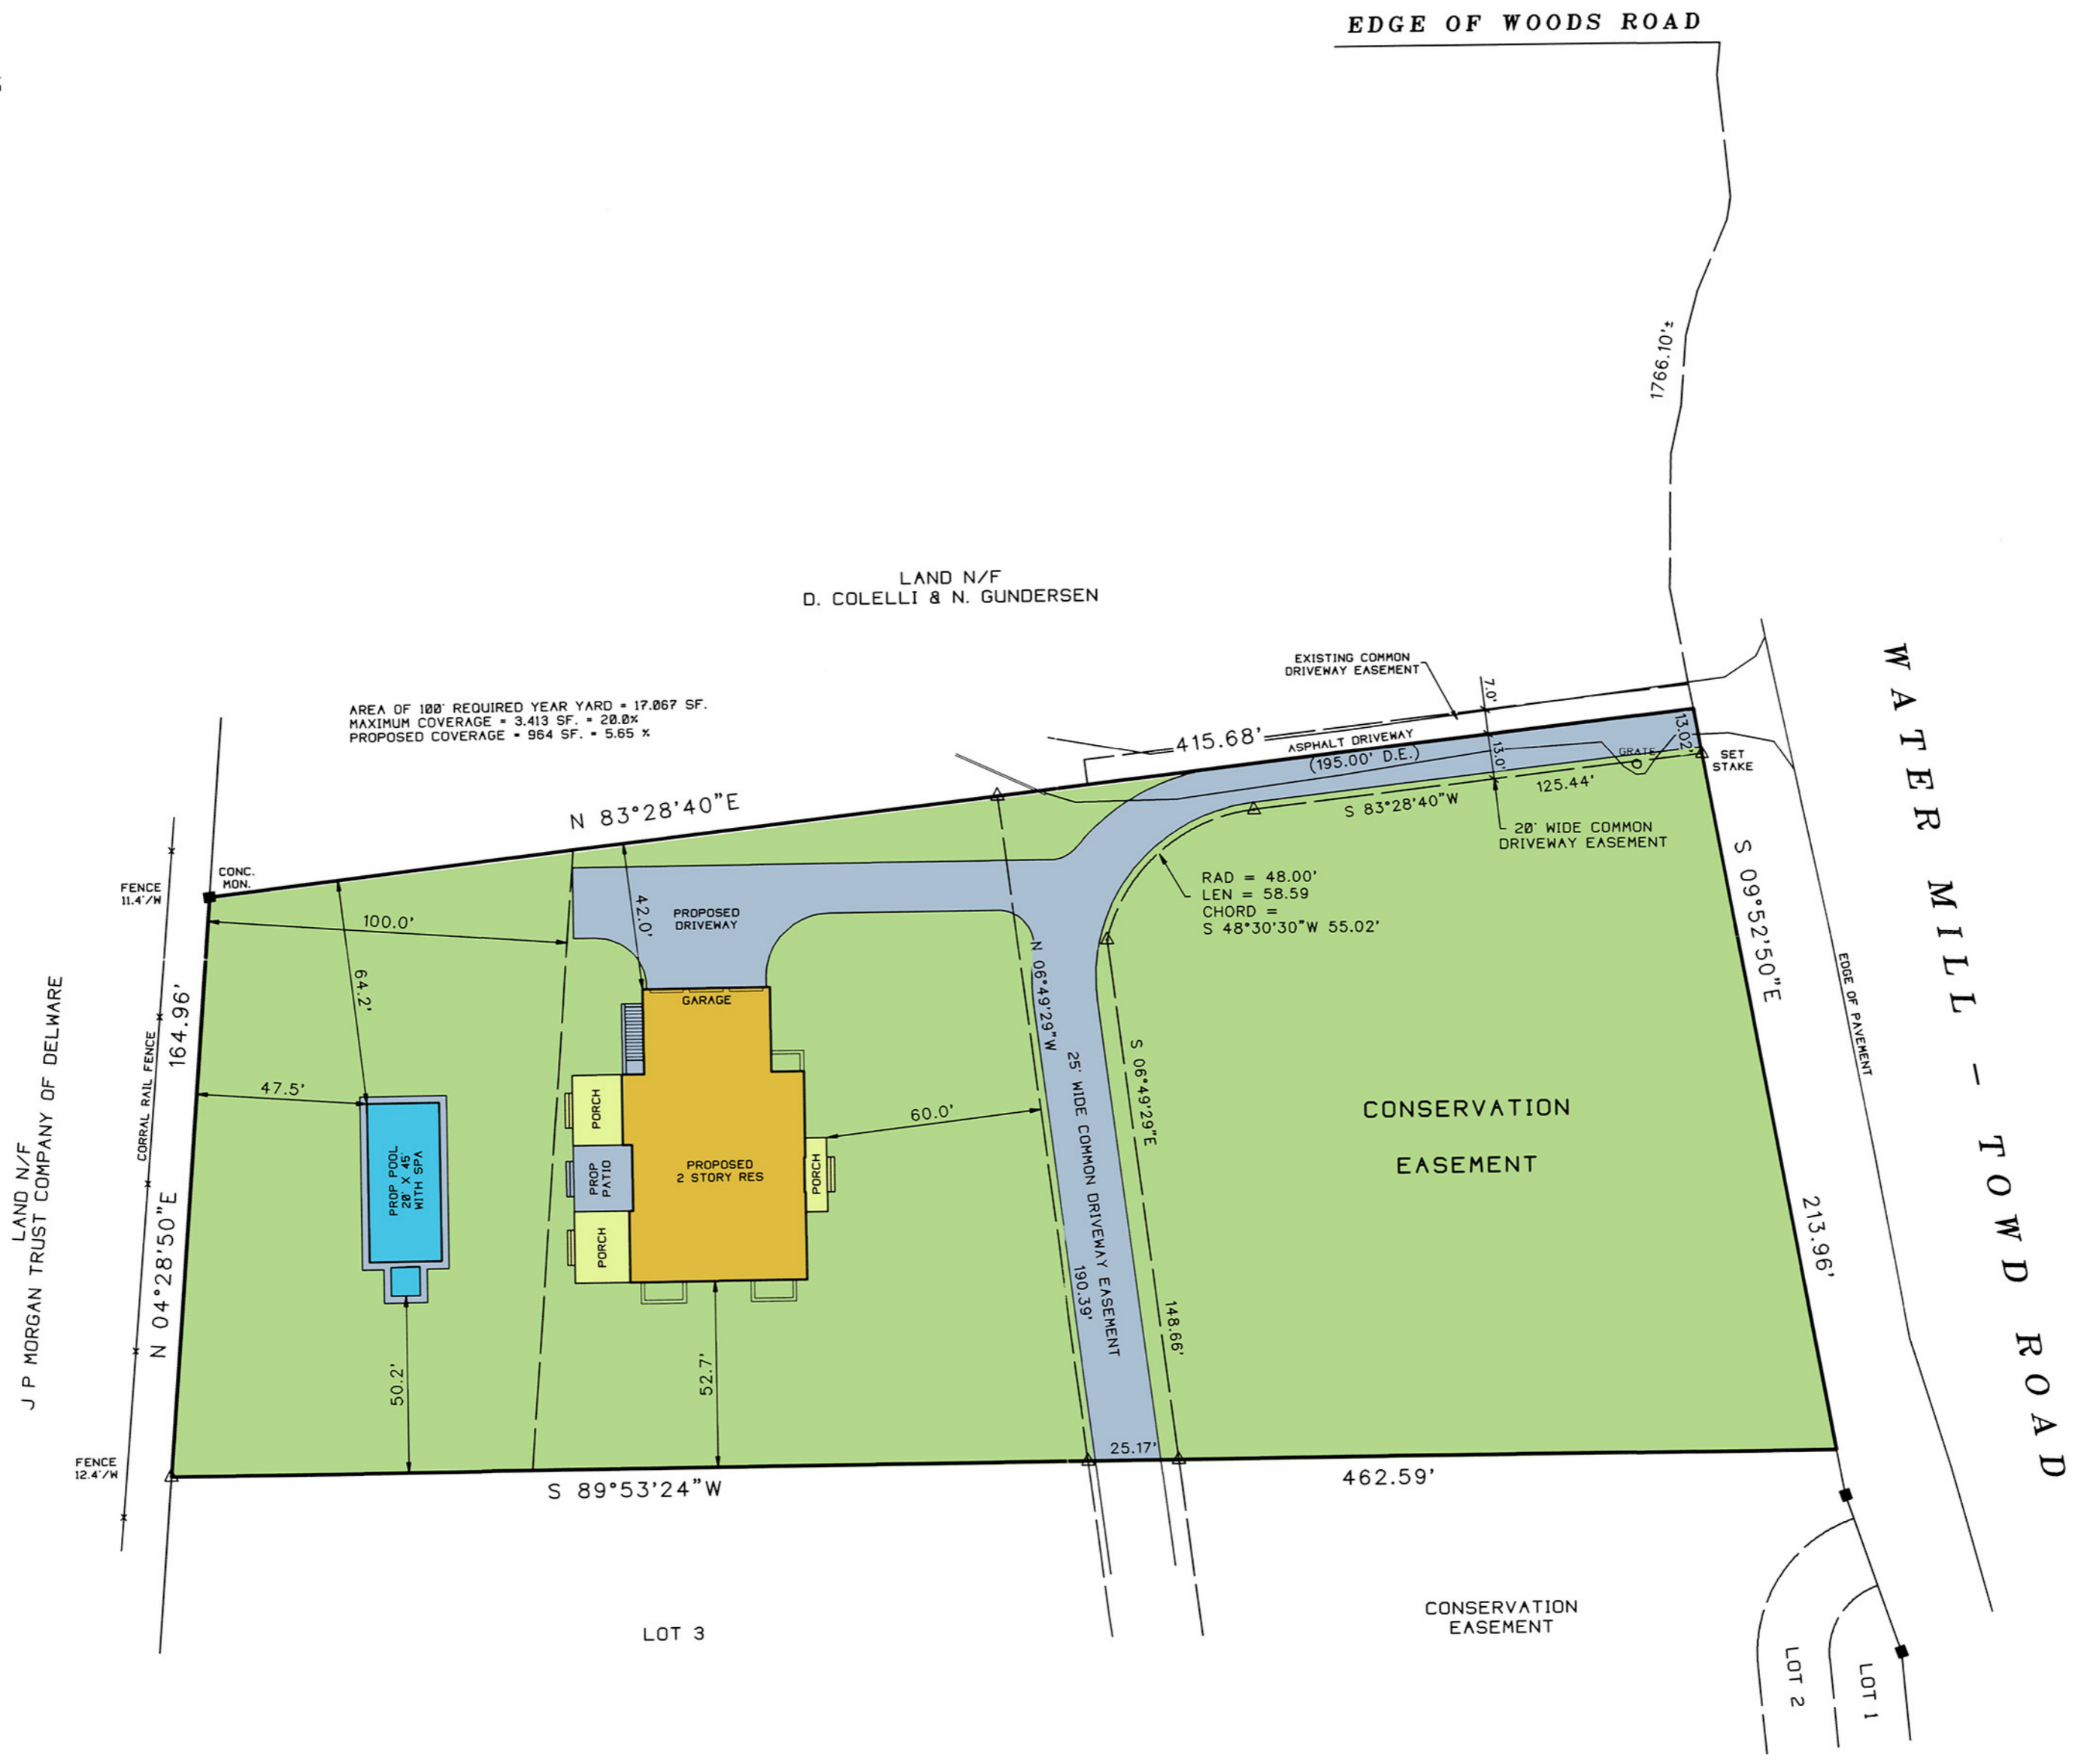 EDGE OF WOODS ROAD
1766.10'±
LAND N/F
D. COLELLI & N. GUNDERSEN
EXISTING COMMON
DRIVEWAY EASEMENT
7.0'
AREA OF 100' REQUIRED YEAR YARD = 17.067 SF.
MAXIMUM COVERAGE = 3.413 SF. = 20.0%
PROPOSED COVERAGE = 964 SF. = 5.65 %
415.68'
ASPHALT DRIVEWAY
(195.00' D.E.)
13.0'
13.02'
GRATE
SET
STAKE
125.44'
S 83°28'40"W
20' WIDE COMMON
DRIVEWAY EASEMENT
N 83°28'40"E
CONC.
MON.
FENCE
11.4'/W
100.0'
42.0'
PROPOSED
DRIVEWAY
RAD = 48.00'
LEN = 58.59
CHORD =
S 48°30'30"W 55.02'
64.2'
GARAGE
N 06°49'29"W
S 06°49'29"E
25' WIDE COMMON DRIVEWAY EASEMENT
190.39'
148.66'
WATER MILL - TOWD ROAD
S 09°52'50"E
213.96'
EDGE OF PAVEMENT
LAND N/F
J P MORGAN TRUST COMPANY OF DELWARE
CORRAL RAIL FENCE
164.96'
N 04°28'50"E
47.5'
PROP POOL
20' X 45'
WITH SPA
PORCH
PROP
PATIO
PORCH
PROPOSED
2 STORY RES
PORCH
60.0'
CONSERVATION
EASEMENT
50.2'
52.7'
25.17'
FENCE
12.4'/W
S 89°53'24"W
462.59'
LOT 3
CONSERVATION
EASEMENT
LOT 2
LOT 1